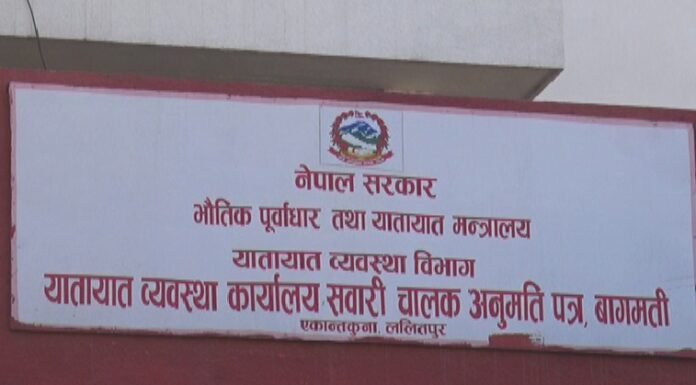 नेपाल सरकार
भौतिक पूर्वाधार तथा यातायात मन्त्रालय
यातायात व्यवस्था विभाग
यातायात व्यवस्था कार्यालय सवारी चालक अनुमति पत्र, बागमती
एकान्तकुना, ललितपुर